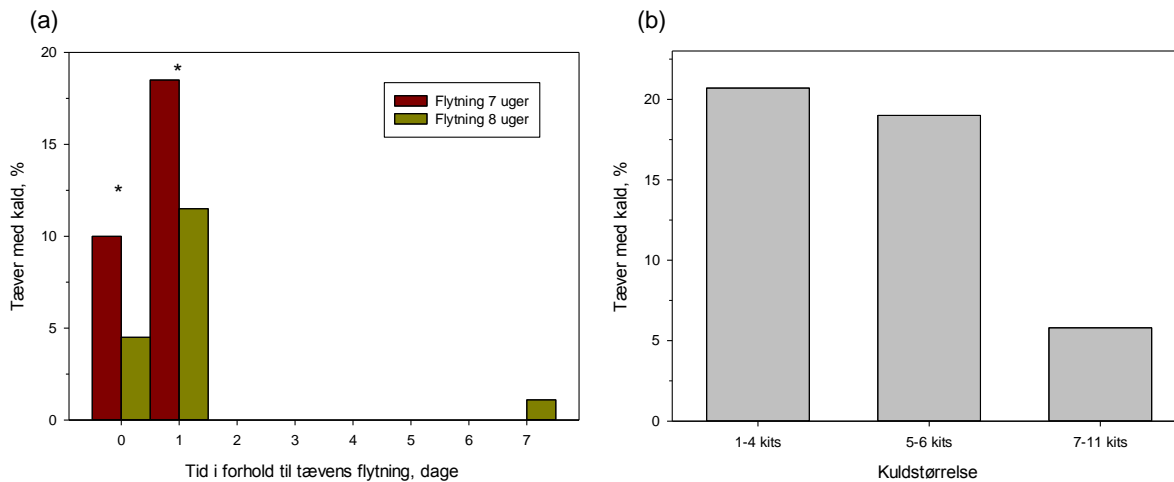 (a)
20
15
10
5
0
Tæver med kald, %
*
*
Flytning 7 uger
Flytning 8 uger
0 1 2 3 4 5 6 7
Tid i forhold til tævens flytning, dage
(b)
20
15
10
5
0
Tæver med kald, %
1-4 kits 5-6 kits 7-11 kits
Kuldstørrelse